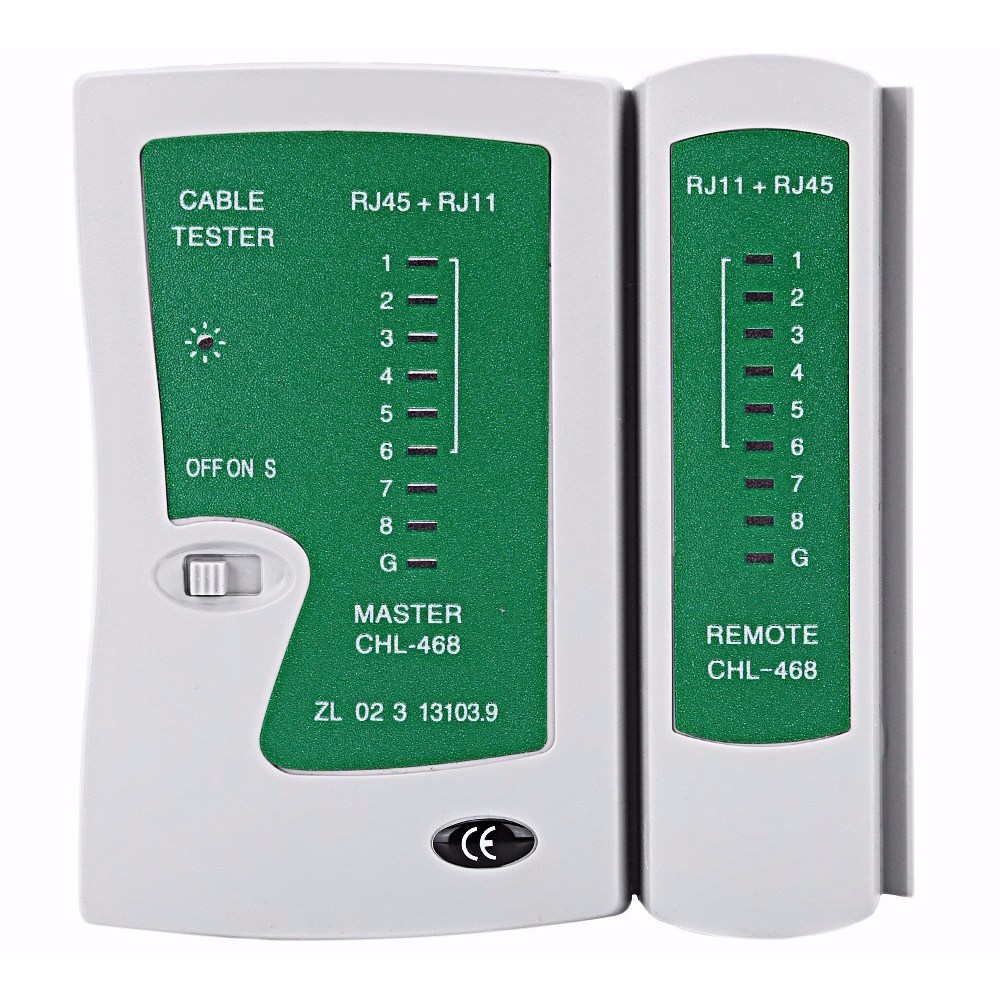 CABLE
TESTER
OFF ON S
RJ45 + RJ11
1
2
3
4
5
6
7
8
G
MASTER
CHL-468
ZL 02 3 13103.9
CE
RJ11 + RJ45
1
2
3
4
5
6
7
8
G
REMOTE
CHL-468